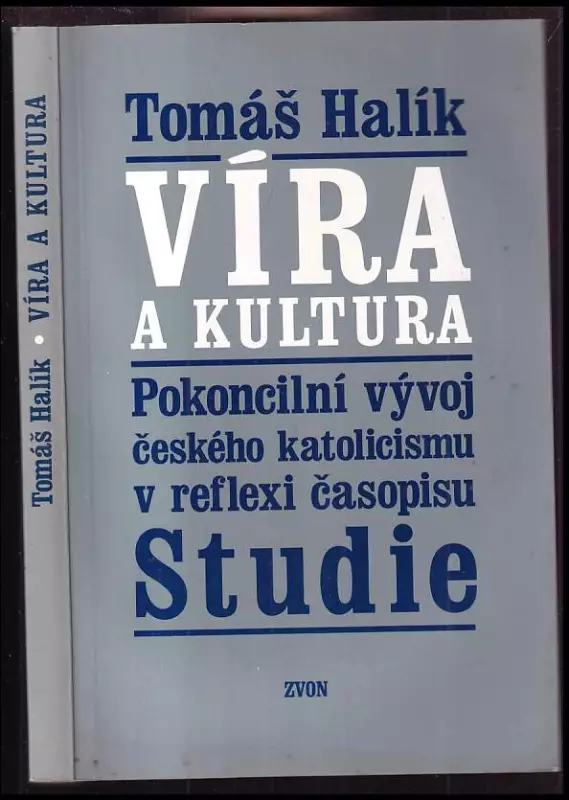 Tomáš Halík • VÍRA A KULTURA
Tomáš Halík
VÍRA
A KULTURA
Pokoncilní vývoj
českého katolicismu
v reflexi časopisu
Studie
ZVON